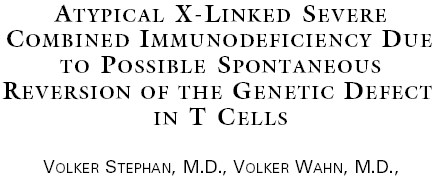 ATYPICAL X-LINKED SEVERE
COMBINED IMMUNODEFICIENCY DUE
TO POSSIBLE SPONTANEOUS
REVERSION OF THE GENETIC DEFECT
IN T CELLS
VOLKER STEPHAN, M.D., VOLKER WAHN, M.D.,